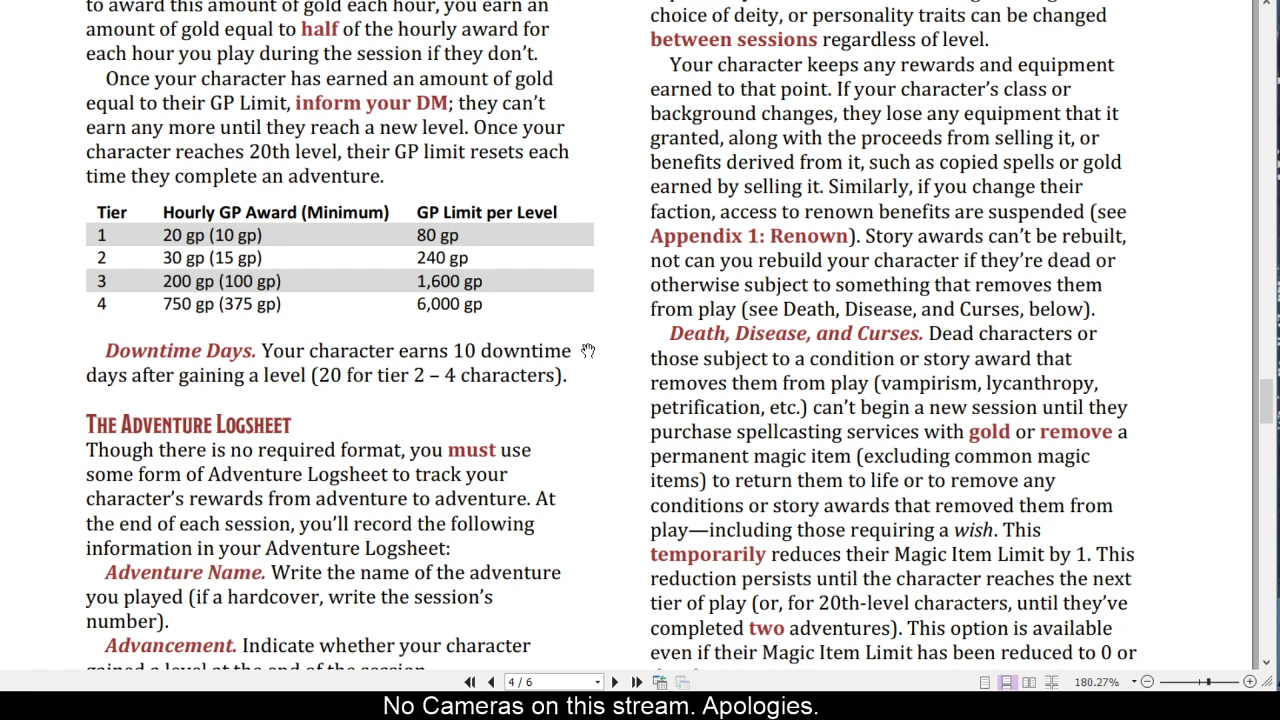 to award this amount of gold each hour, you earn an
amount of gold equal to half of the hourly award for
each hour you play during the session if they don't.
Once your character has earned an amount of gold
equal to their GP Limit, inform your DM; they can't
earn any more until they reach a new level. Once your
character reaches 20th level, their GP limit resets each
time they complete an adventure.
Tier Hourly GP Award (Minimum) GP Limit per Level
1 20 gp (10 gp) 80 gp
2 30 gp (15 gp) 240 gp
3 200 gp (100 gp) 1,600 gp
4 750 gp (375 gp) 6,000 gp
Downtime Days. Your character earns 10 downtime
days after gaining a level (20 for tier 2 – 4 characters).
The Adventure Logsheet
Though there is no required format, you must use
some form of Adventure Logsheet to track your
character's rewards from adventure to adventure. At
the end of each session, you'll record the following
information in your Adventure Logsheet:
Adventure Name. Write the name of the adventure
you played (if a hardcover, write the session's
number).
Advancement. Indicate whether your character
gained a level at the end of the session.
choice of deity, or personality traits can be changed
between sessions regardless of level.
Your character keeps any rewards and equipment
earned to that point. If your character's class or
background changes, they lose any equipment that it
granted, along with the proceeds from selling it, or
benefits derived from it, such as copied spells or gold
earned by selling it. Similarly, if you change their
faction, access to renown benefits are suspended (see
Appendix 1: Renown). Story awards can't be rebuilt,
not can you rebuild your character if they're dead or
otherwise subject to something that removes them
from play (see Death, Disease, and Curses, below).
Death, Disease, and Curses. Dead characters or
those subject to a condition or story award that
removes them from play (vampirism, lycanthropy,
petrification, etc.) can't begin a new session until they
purchase spellcasting services with gold or remove a
permanent magic item (excluding common magic
items) to return them to life or to remove any
conditions or story awards that removed them from
play—including those requiring a wish. This
temporarily reduces their Magic Item Limit by 1. This
reduction persists until the character reaches the next
tier of play (or, for 20th-level characters, until they've
completed two adventures). This option is available
even if their Magic Item Limit has been reduced to 0 or
4 / 6
180.27%
No Cameras on this stream. Apologies.